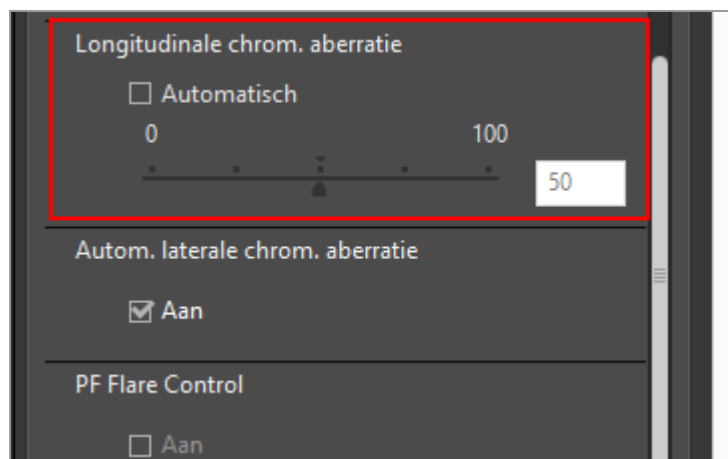 Longitudinale chrom. aberratie
Automatisch
0 100
50
Autom. laterale chrom. aberratie
Aan
PF Flare Control
Aan